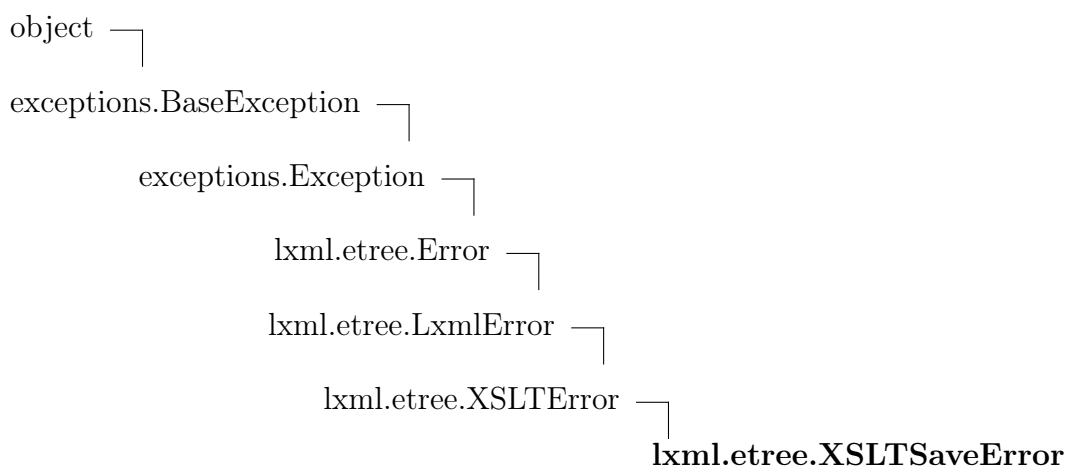 object
exceptions.BaseException
exceptions.Exception
lxml.etree.Error
lxml.etree.LxmlError
lxml.etree.XSLTError
lxml.etree.XSLTSaveError